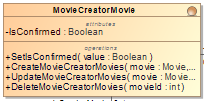 MovieCreatorMovie
attributes
-IsConfirmed : Boolean
operations
+SetIsConfirmed( value : Boolean )
+CreateMovieCreatorMovies( movie : Movie,...
+UpdateMovieCreatorMovies( movie : Movie,...
+DeleteMovieCreatorMovies( movieId : int )